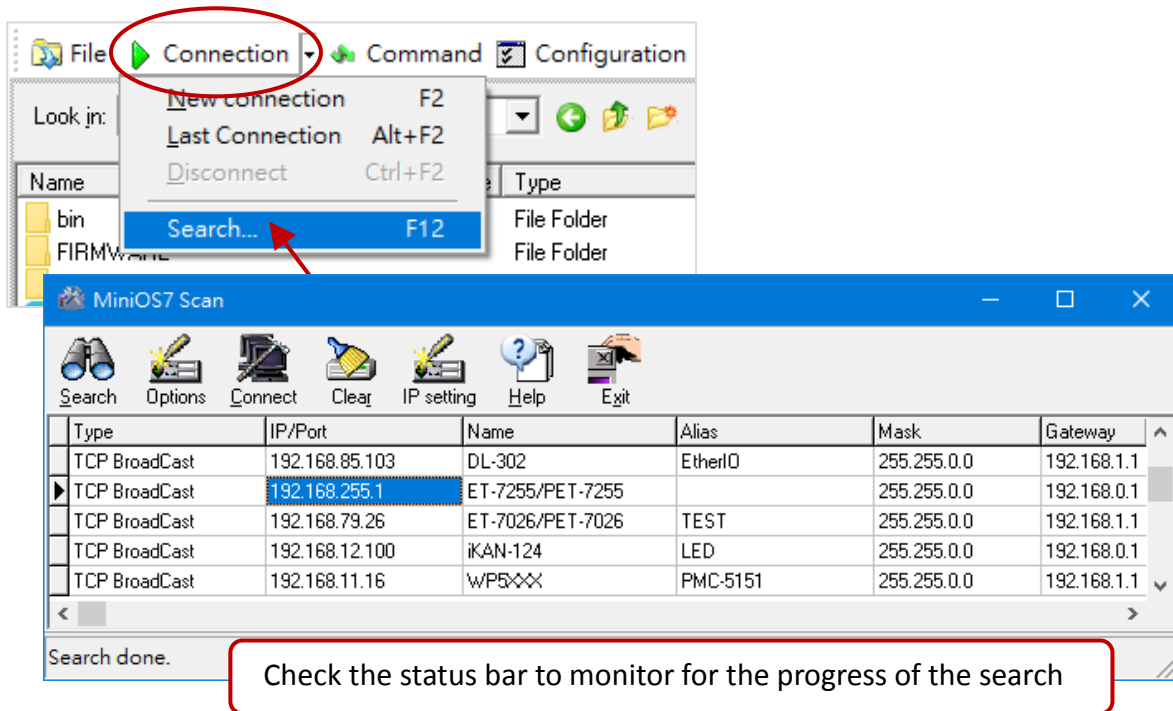 File Connection Command Configuration
New connection F2
Look in:
Last Connection Alt+F2
Disconnect Ctrl+F2
Name Type
bin File Folder
Search... F12
FIRMWARE File Folder
MiniOS7 Scan
Search Options Connect Clear IP setting Help Exit
Type IP/Port Name Alias Mask Gateway
TCP BroadCast 192.168.85.103 DL-302 EtherIO 255.255.0.0 192.168.1.1
TCP BroadCast 192.168.255.1 ET-7255/PET-7255 255.255.0.0 192.168.0.1
TCP BroadCast 192.168.79.26 ET-7026/PET-7026 TEST 255.255.0.0 192.168.1.1
TCP BroadCast 192.168.12.100 iKAN-124 LED 255.255.0.0 192.168.0.1
TCP BroadCast 192.168.11.16 WP5XXX PMC-5151 255.255.0.0 192.168.1.1
Search done.
Check the status bar to monitor for the progress of the search